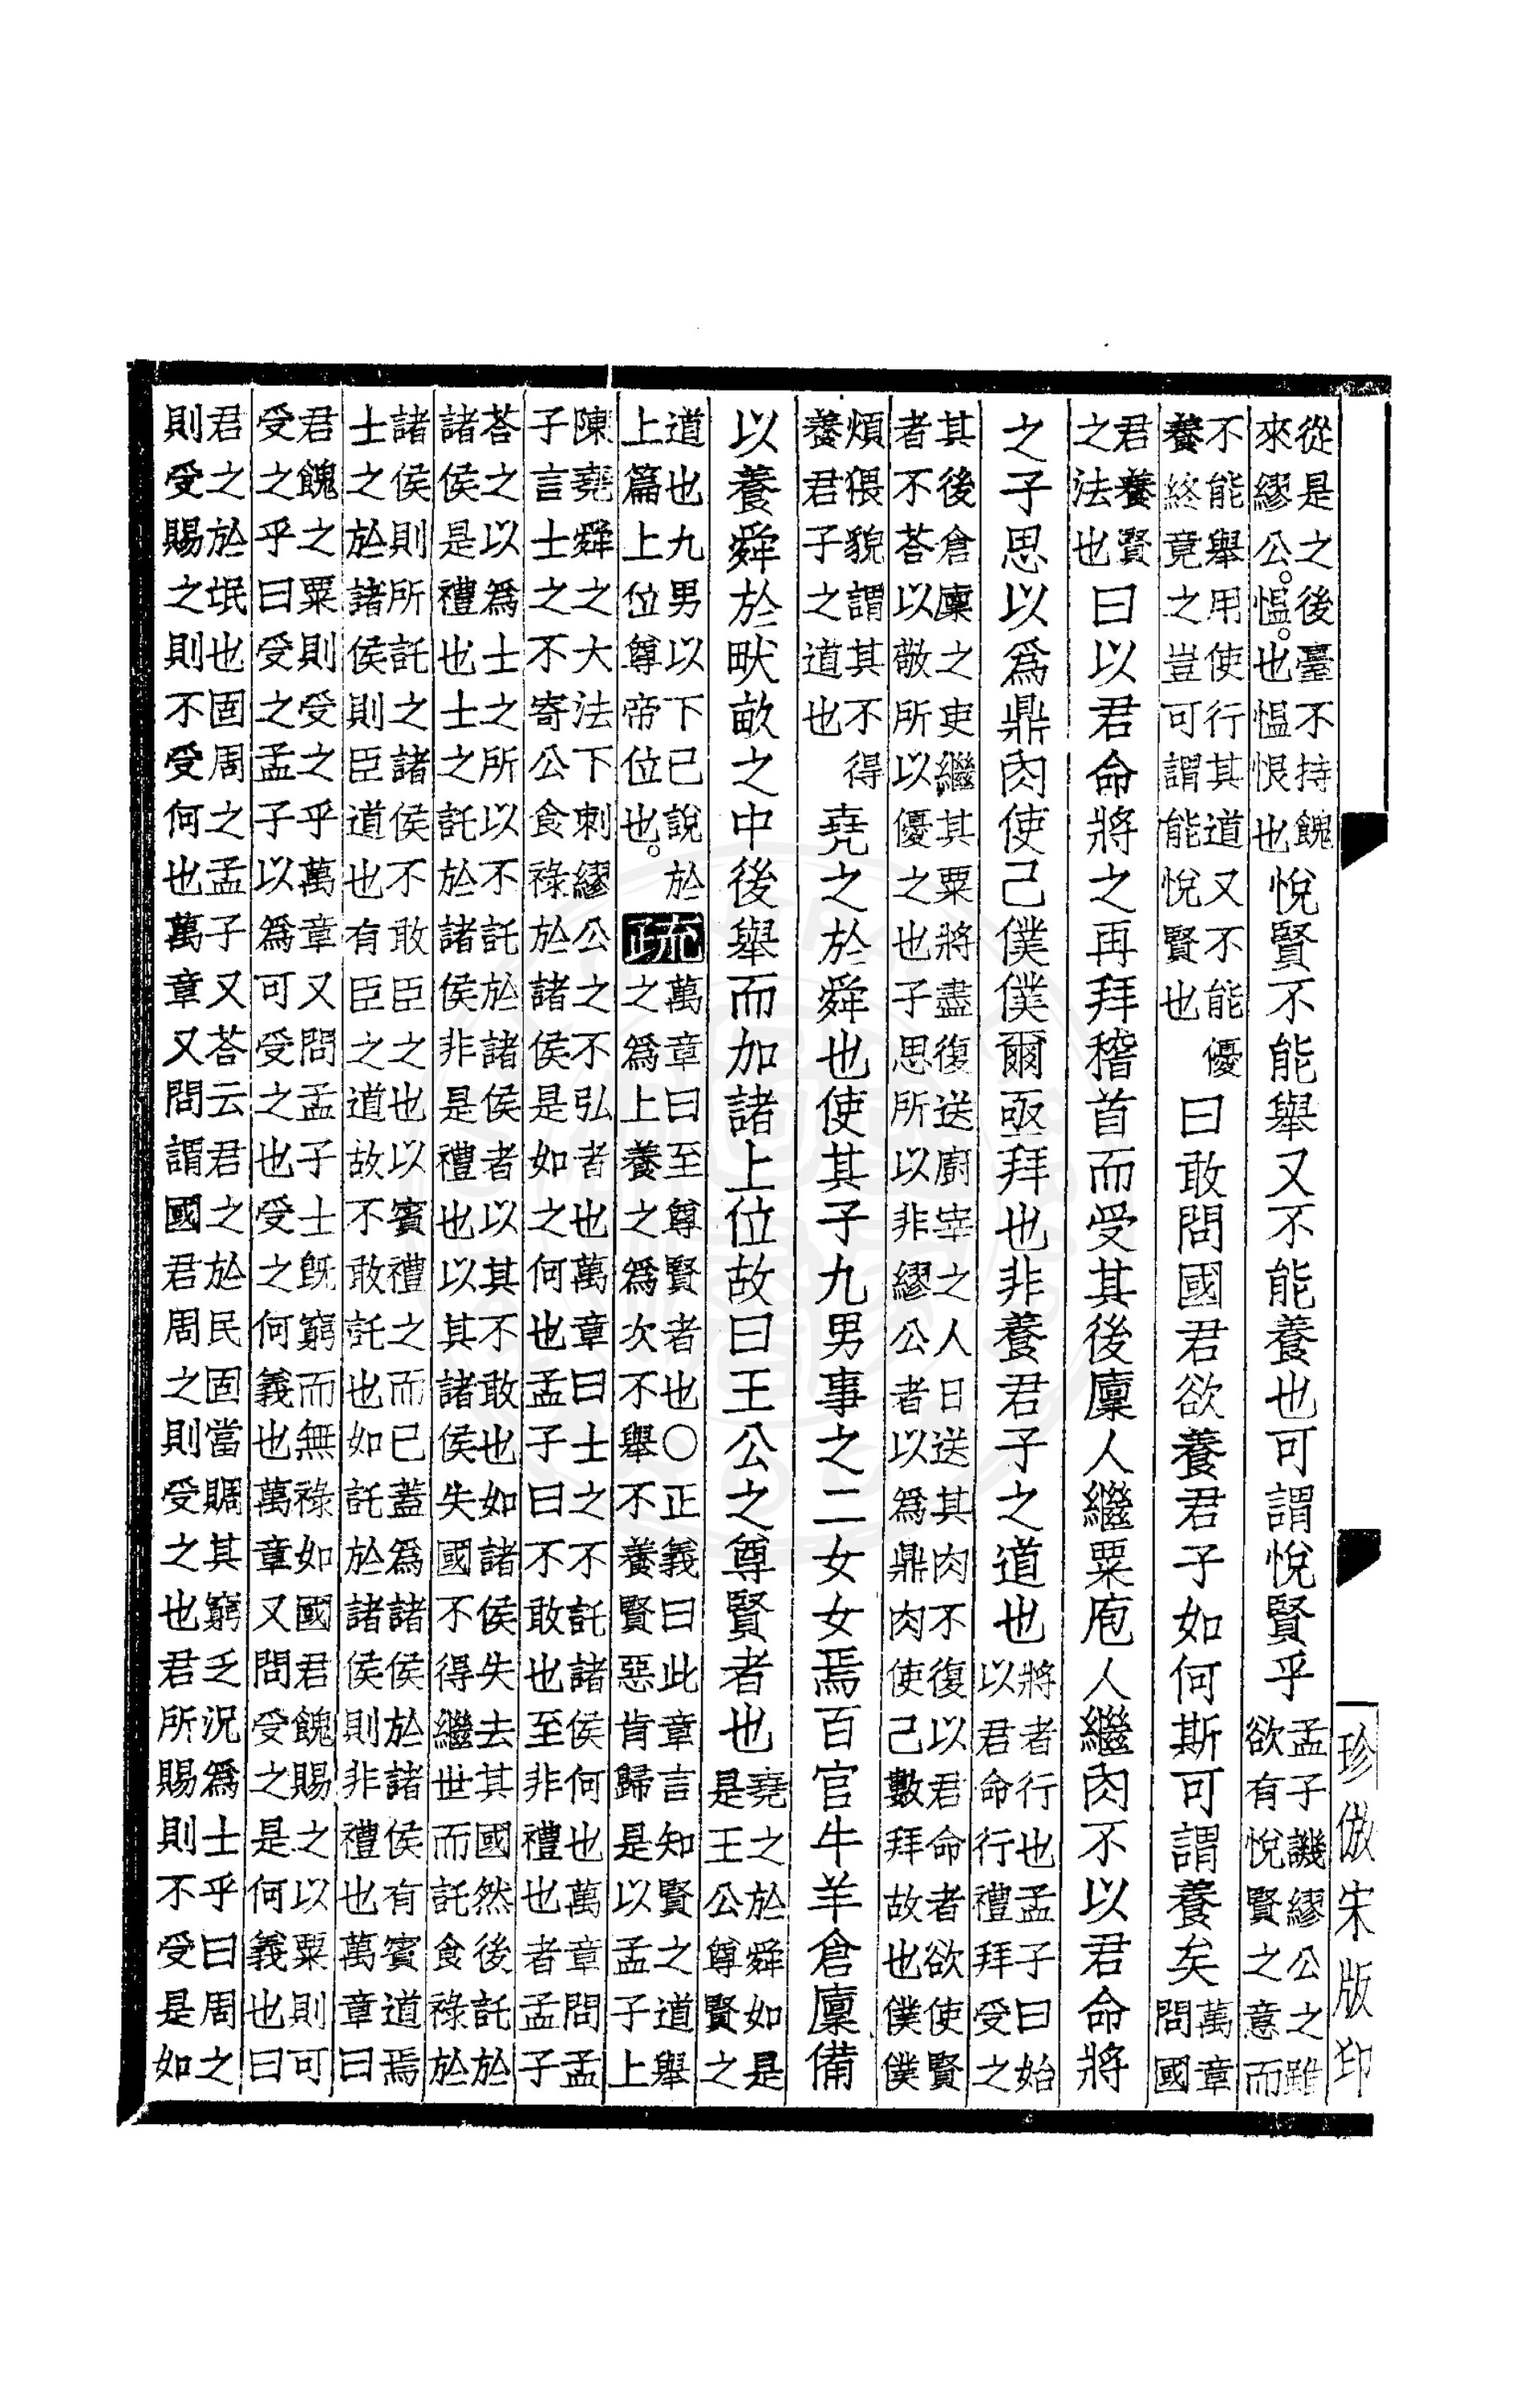 從是之後臺不持餽
來繆公。慍。也慍恨也
悅賢不能舉又不能養也可謂悅賢乎
孟子譏繆公之雖
欲有悅賢之意而
不能舉用使行其道又不能優
養終竟之豈可謂能悅賢也
曰敢問國君欲養君子如何斯可謂養矣
萬章
問國
君養賢
之法也
曰以君命將之再拜稽首而受其後廩人繼粟庖人繼肉不以君命將
之子思以爲鼎肉使己僕僕爾亟拜也非養君子之道也
將者行也孟子曰始
以君命行禮拜受之
其後倉廩之吏繼其粟將盡復送廚宰之人日送其肉不復以君命者欲使賢
者不荅以敬所以優之也子思所以非繆公者以爲鼎肉使己數拜故也僕僕
煩猥貌謂其不得
養君子之道也
堯之於舜也使其子九男事之二女女焉百官牛羊倉廩備
以養舜於畎畝之中後舉而加諸上位故曰王公之尊賢者也
堯之於舜如是
是王公尊賢之
道也九男以下已說於
上篇上位尊帝位也。
疏
萬章曰至尊賢者也○正義曰此章言知賢之道舉
之爲上養之爲次不舉不養賢惡肯歸是以孟子上
陳堯舜之大法下刺繆公之不弘者也萬章曰士之不託諸侯何也萬章問孟
子言士之不寄公食祿於諸侯是如之何也孟子曰不敢也至非禮也者孟子
荅之以爲士之所以不託於諸侯者以其不敢也如諸侯失去其國然後託於
諸侯是禮也士之託於諸侯非是禮也以其諸侯失國不得繼世而託食祿於
諸侯則所託之諸侯不敢臣之也以賓禮之而已蓋爲諸侯於諸侯有賓道焉
士之於諸侯則臣道也有臣之道故不敢託也如託於諸侯則非禮也萬章曰
君餽之粟則受之乎萬章又問孟子士旣窮而無祿如國君餽賜之以粟則可
受之乎曰受之孟子以爲可受之也受之何義也萬章又問受之是何義也曰
君之於氓也固周之孟子又荅云君之於民固當賙其窮乏況爲士乎曰周之
則受賜之則不受何也萬章又問謂國君周之則受之也君所賜則不受是如
珍倣宋版印